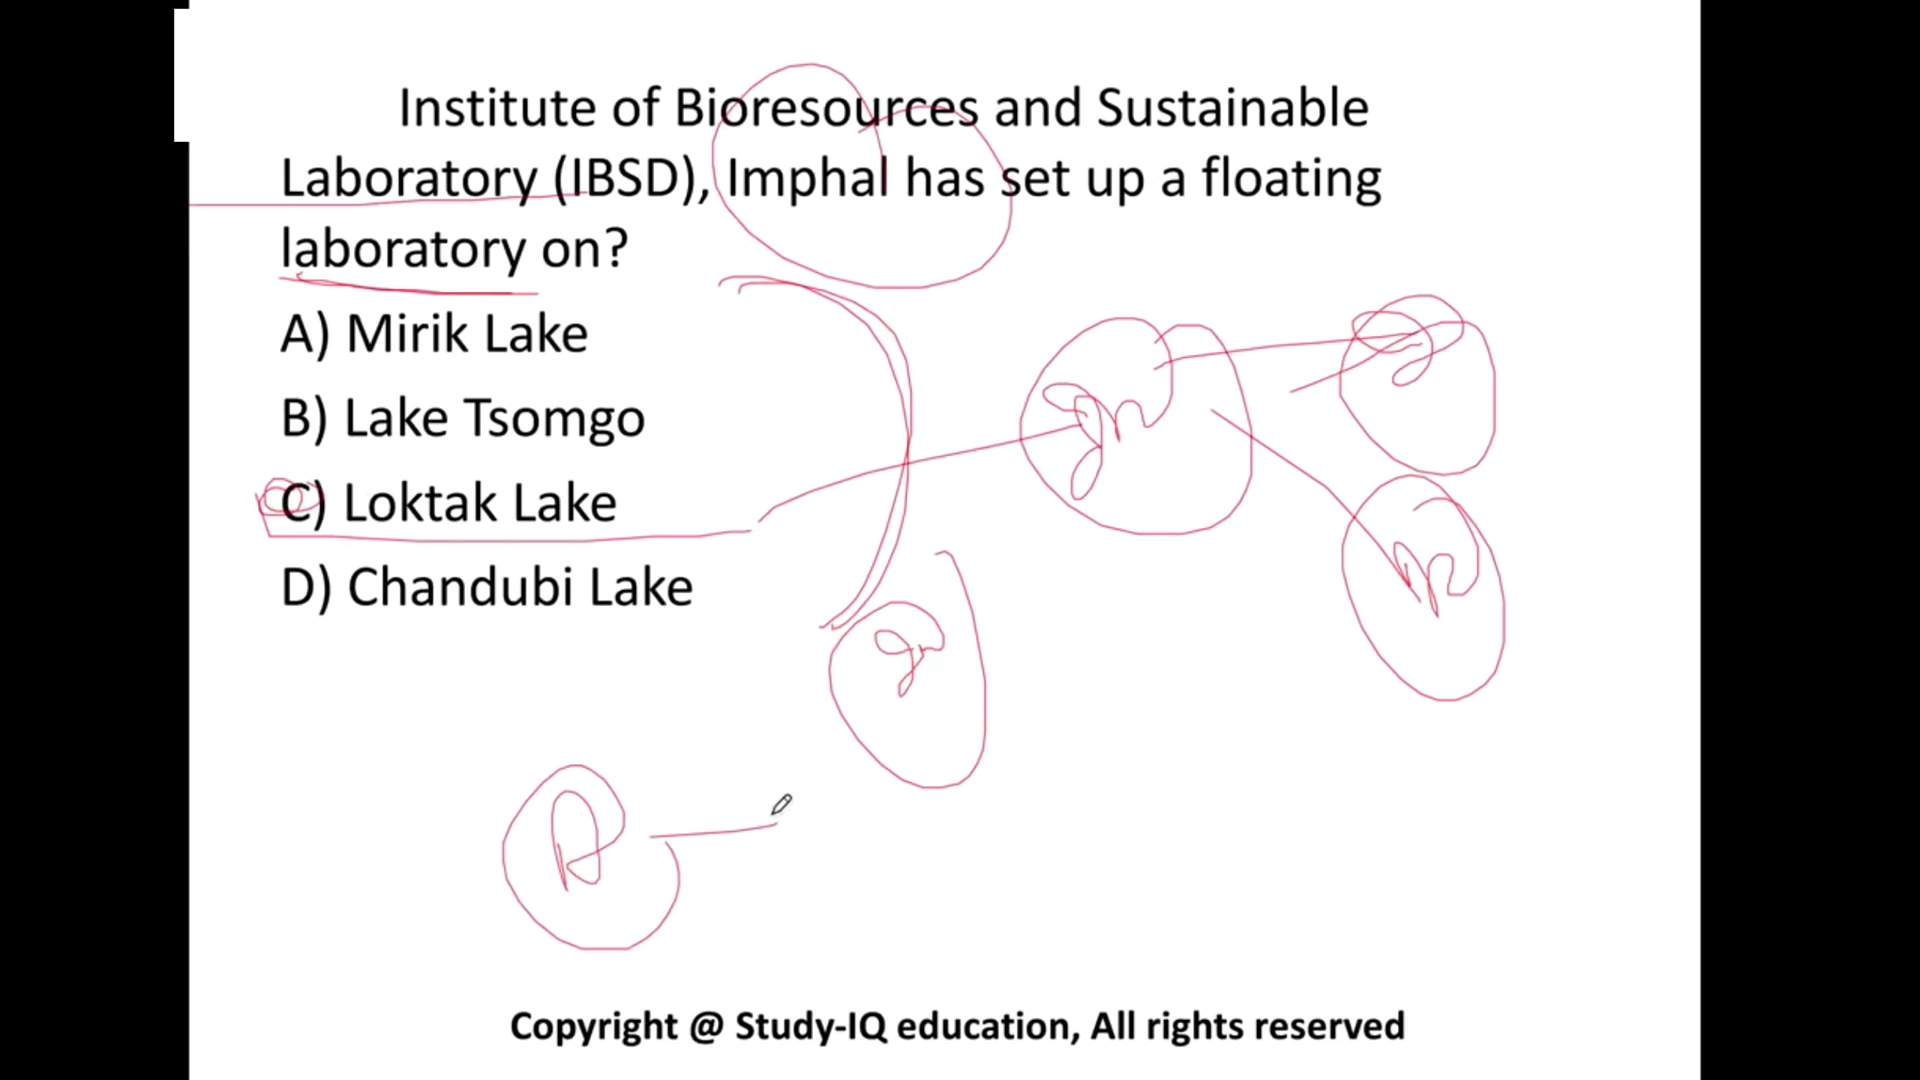 Institute of Bioresources and Sustainable
Laboratory (IBSD), Imphal has set up a floating
laboratory on?
A) Mirik Lake
B) Lake Tsomgo
C) Loktak Lake
D) Chandubi Lake
Copyright @ Study-IQ education, All rights reserved